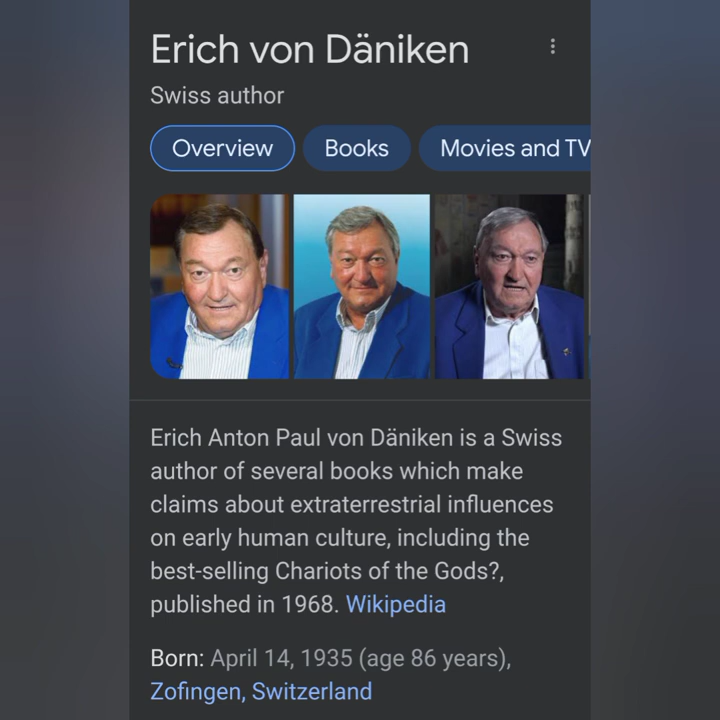 Erich von Däniken
Swiss author
Overview
Books
Movies and TV
Erich Anton Paul von Däniken is a Swiss
author of several books which make
claims about extraterrestrial influences
on early human culture, including the
best-selling Chariots of the Gods?,
published in 1968. Wikipedia
Born: April 14, 1935 (age 86 years),
Zofingen, Switzerland